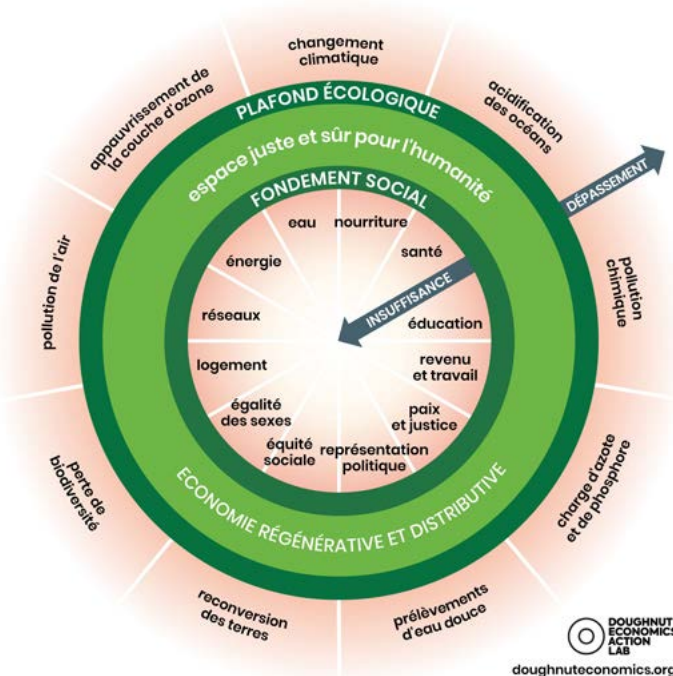 changement
climatique
appauvrissement de
la couche d'ozone
acidification
des océans
PLAFOND ÉCOLOGIQUE
espace juste et sûr pour l'humanité
FONDEMENT SOCIAL
DÉPASSEMENT
eau
nourriture
énergie
santé
INSUFFISANCE
pollution de l'air
pollution
chimique
réseaux
éducation
logement
revenu
et travail
égalité
des sexes
paix
et justice
équité
sociale
représentation
politique
perte de
biodiversité
charge d'azote
et de phosphore
ECONOMIE RÉGÉNÉRATIVE ET DISTRIBUTIVE
reconversion
des terres
prélèvements
d'eau douce
DOUGHNUT
ECONOMICS
ACTION
LAB
doughnuteconomics.org